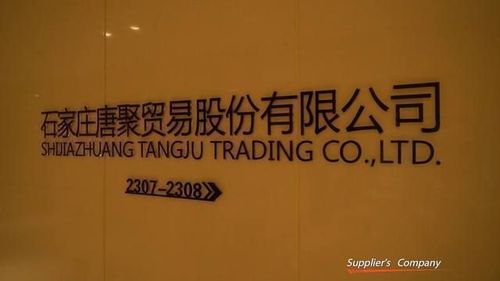 石家庄唐聚贸易股份有限公司
SHIJIAZHUANG TANGJU TRADING CO.,LTD.
2307-2308
Supplier's Company